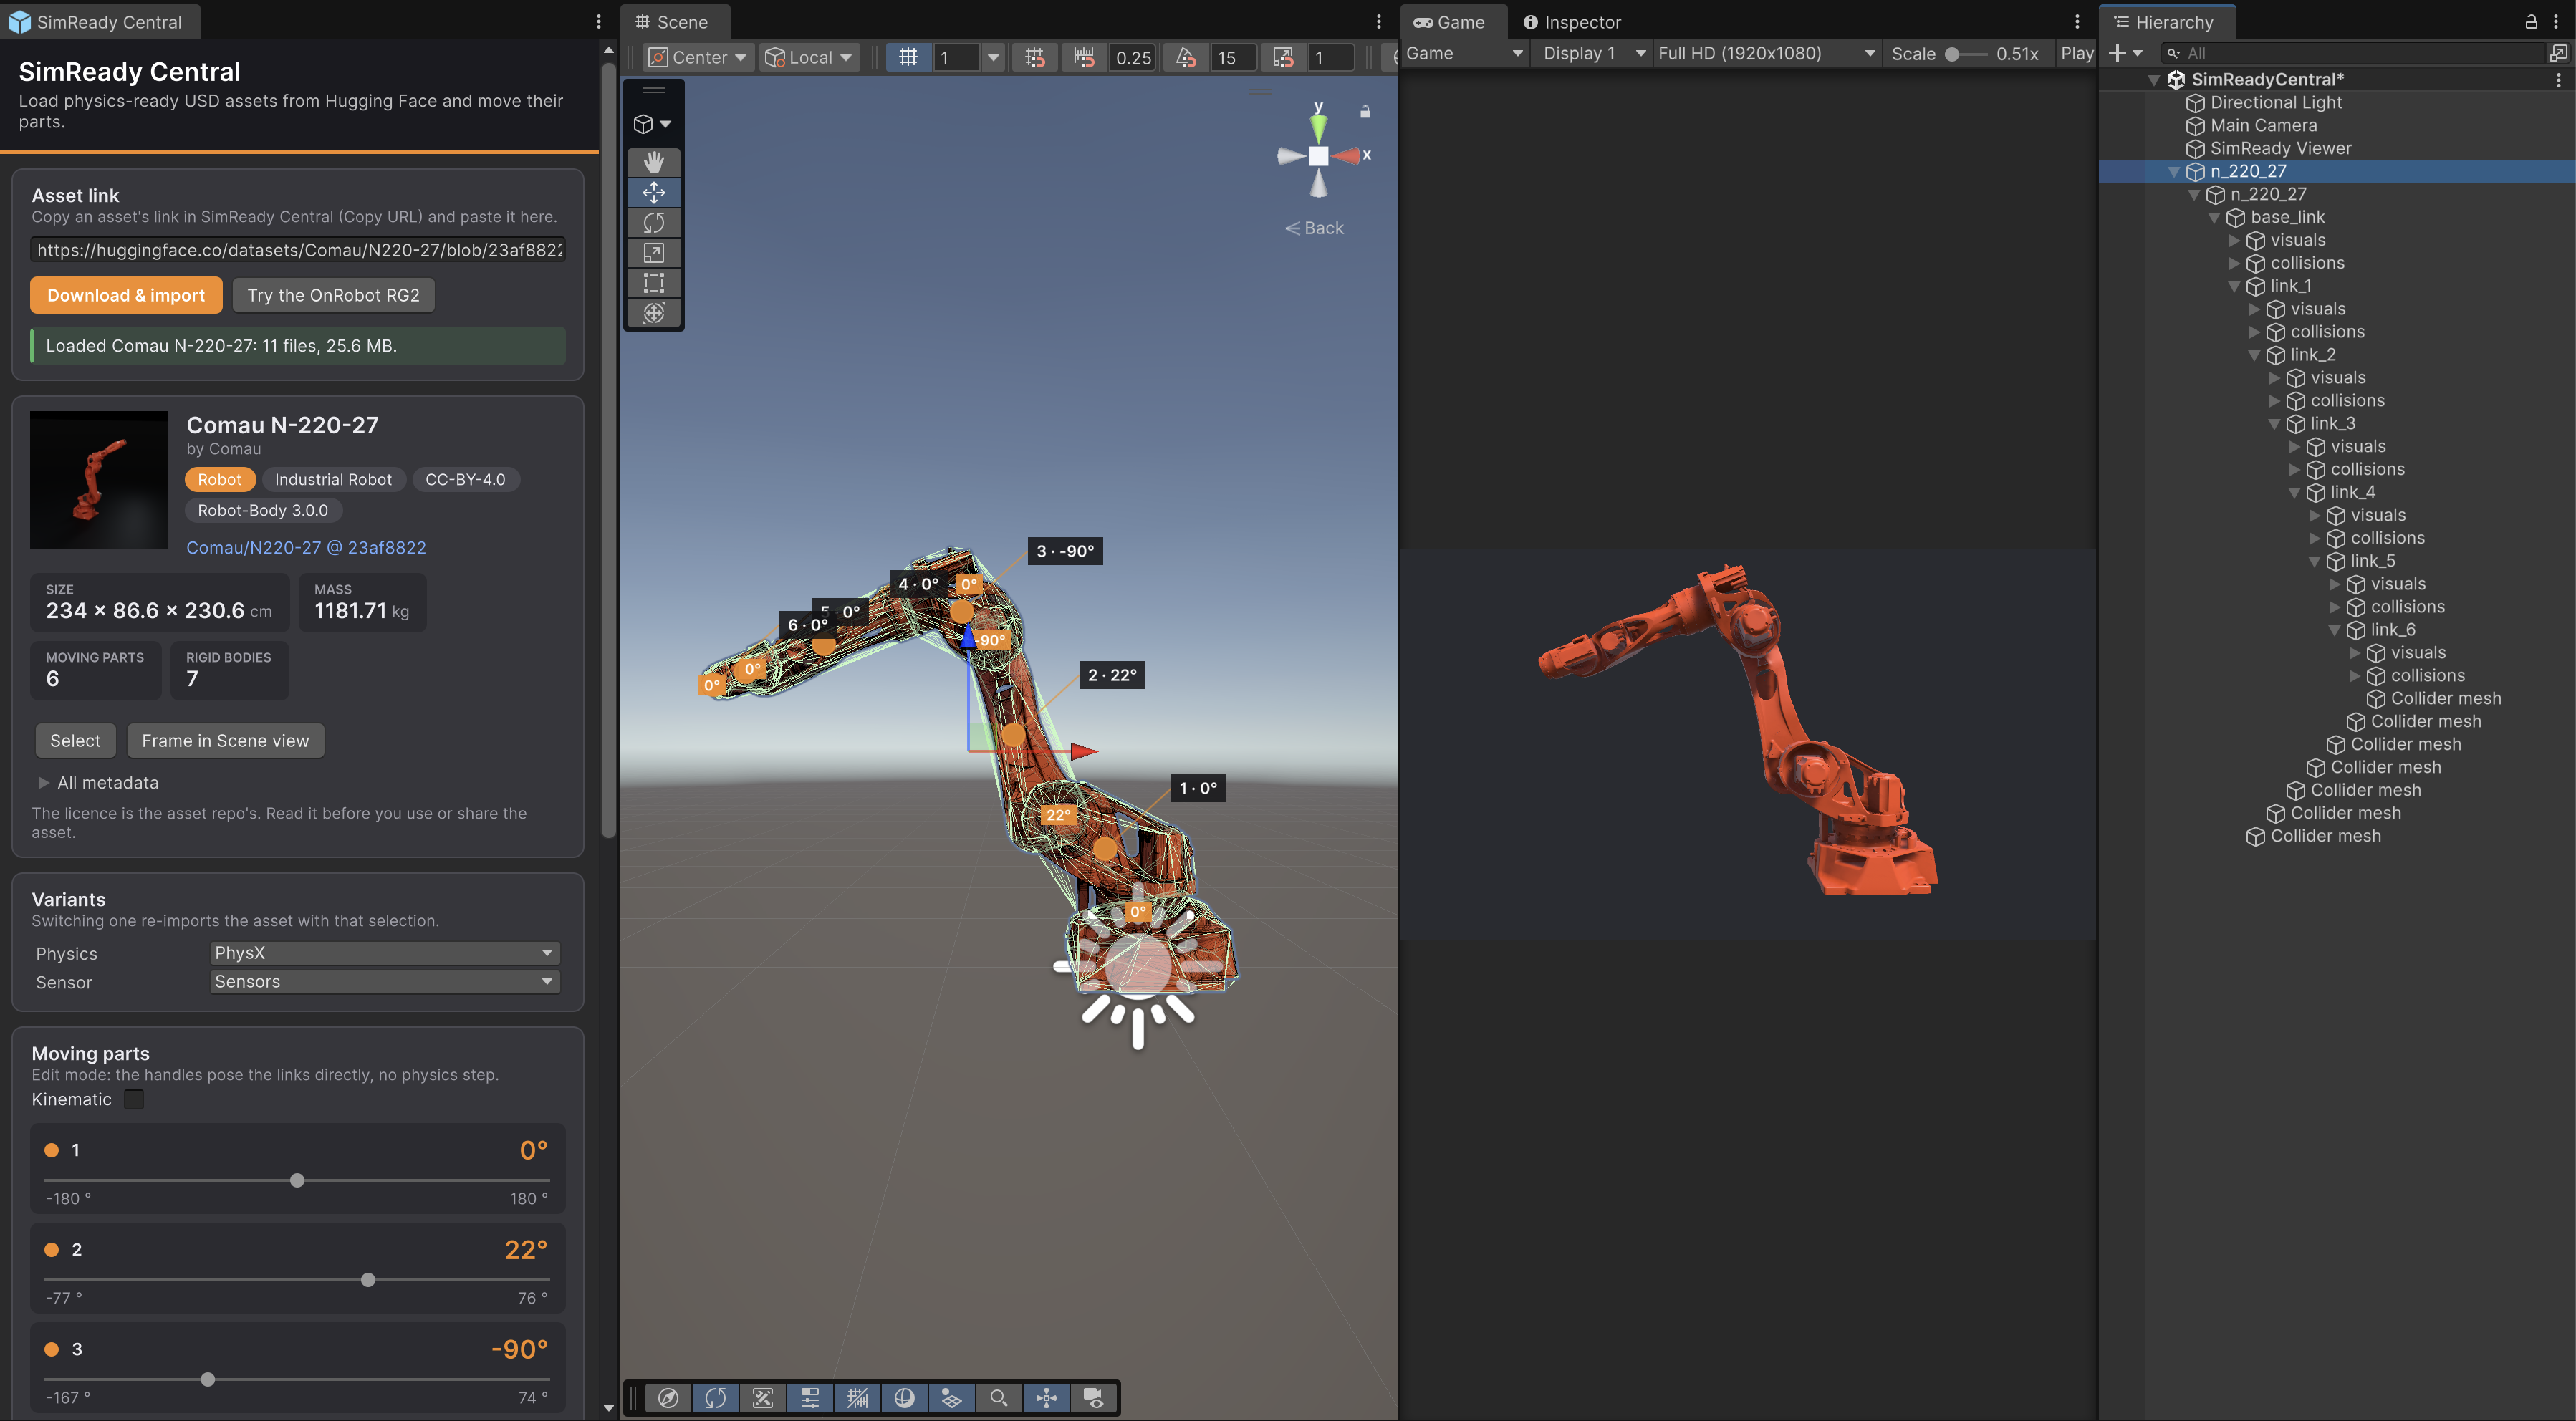 SimReady Central
SimReady Central
Load physics-ready USD assets from Hugging Face and move their
parts.
Asset link
Copy an asset's link in SimReady Central (Copy URL) and paste it here.
https://huggingface.co/datasets/Comau/N220-27/blob/23af8822
Download & import
Try the OnRobot RG2
Loaded Comau N-220-27: 11 files, 25.6 MB.
Comau N-220-27
by Comau
Robot
Industrial Robot
CC-BY-4.0
Robot-Body 3.0.0
Comau/N220-27 @ 23af8822
SIZE
234 × 86.6 × 230.6 cm
MASS
1181.71 kg
MOVING PARTS
6
RIGID BODIES
7
Select
Frame in Scene view
All metadata
The licence is the asset repo's. Read it before you use or share the
asset.
Variants
Switching one re-imports the asset with that selection.
Physics
PhysX
Sensor
Sensors
Moving parts
Edit mode: the handles pose the links directly, no physics step.
Kinematic
1
0°
-180 °
180 °
2
22°
-77 °
76 °
3
-90°
-167 °
74 °
Scene
Center
Local
1
0.25
15
1
y
x
Back
3 · -90°
4 · 0°
0°
5 · 0°
6 · 0°
-90°
0°
0°
2 · 22°
1 · 0°
22°
0°
Game
Inspector
Game
Display 1
Full HD (1920x1080)
Scale
0.51x
Play
Hierarchy
All
SimReadyCentral*
Directional Light
Main Camera
SimReady Viewer
n_220_27
n_220_27
base_link
visuals
collisions
link_1
visuals
collisions
link_2
visuals
collisions
link_3
visuals
collisions
link_4
visuals
collisions
link_5
visuals
collisions
link_6
visuals
collisions
Collider mesh
Collider mesh
Collider mesh
Collider mesh
Collider mesh
Collider mesh
Collider mesh